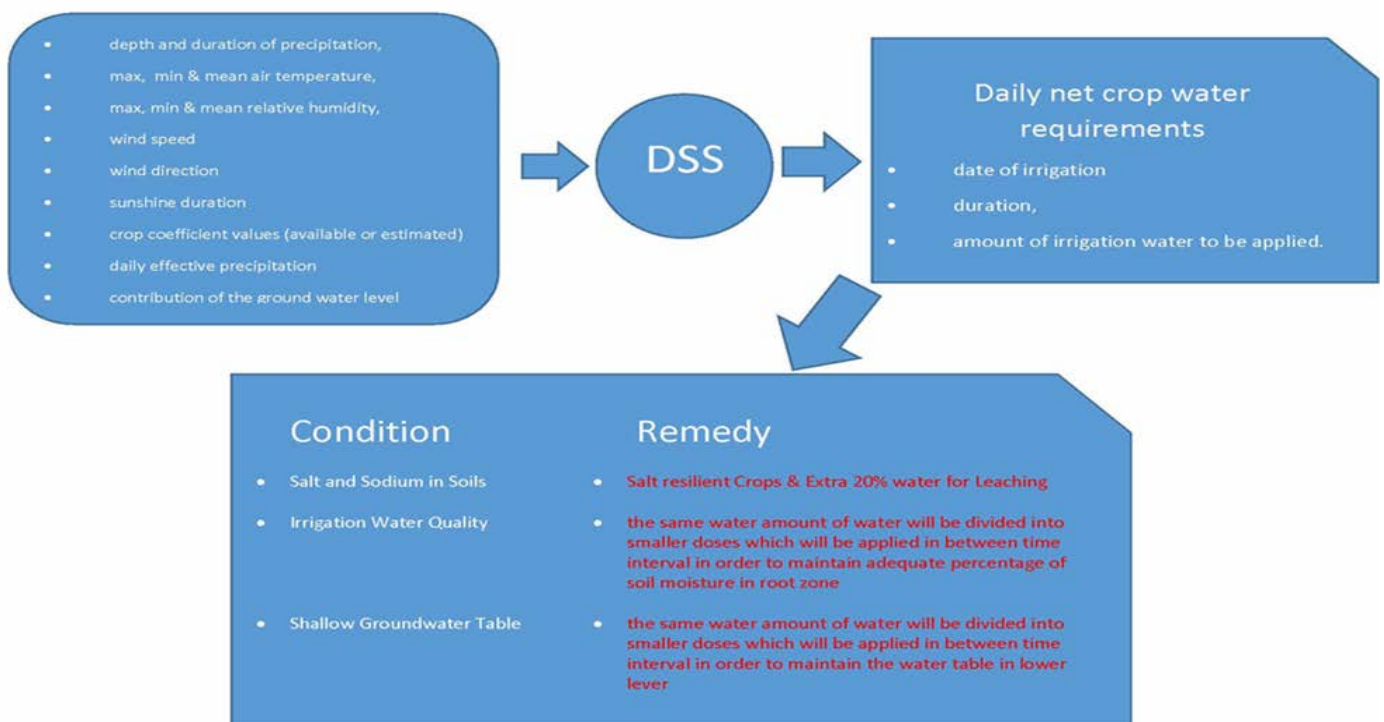 depth and duration of precipitation,
max, min & mean air temperature,
max, min & mean relative humidity,
wind speed
wind direction
sunshine duration
crop coefficient values (available or estimated)
daily effective precipitation
contribution of the ground water level
DSS
Daily net crop water
requirements
date of irrigation
duration,
amount of irrigation water to be applied.
Condition
Remedy
Salt and Sodium in Soils
Salt resilient Crops & Extra 20% water for Leaching
Irrigation Water Quality
the same water amount of water will be divided into
smaller doses which will be applied in between time
interval in order to maintain adequate percentage of
soil moisture in root zone
Shallow Groundwater Table
the same water amount of water will be divided into
smaller doses which will be applied in between time
interval in order to maintain the water table in lower
lever